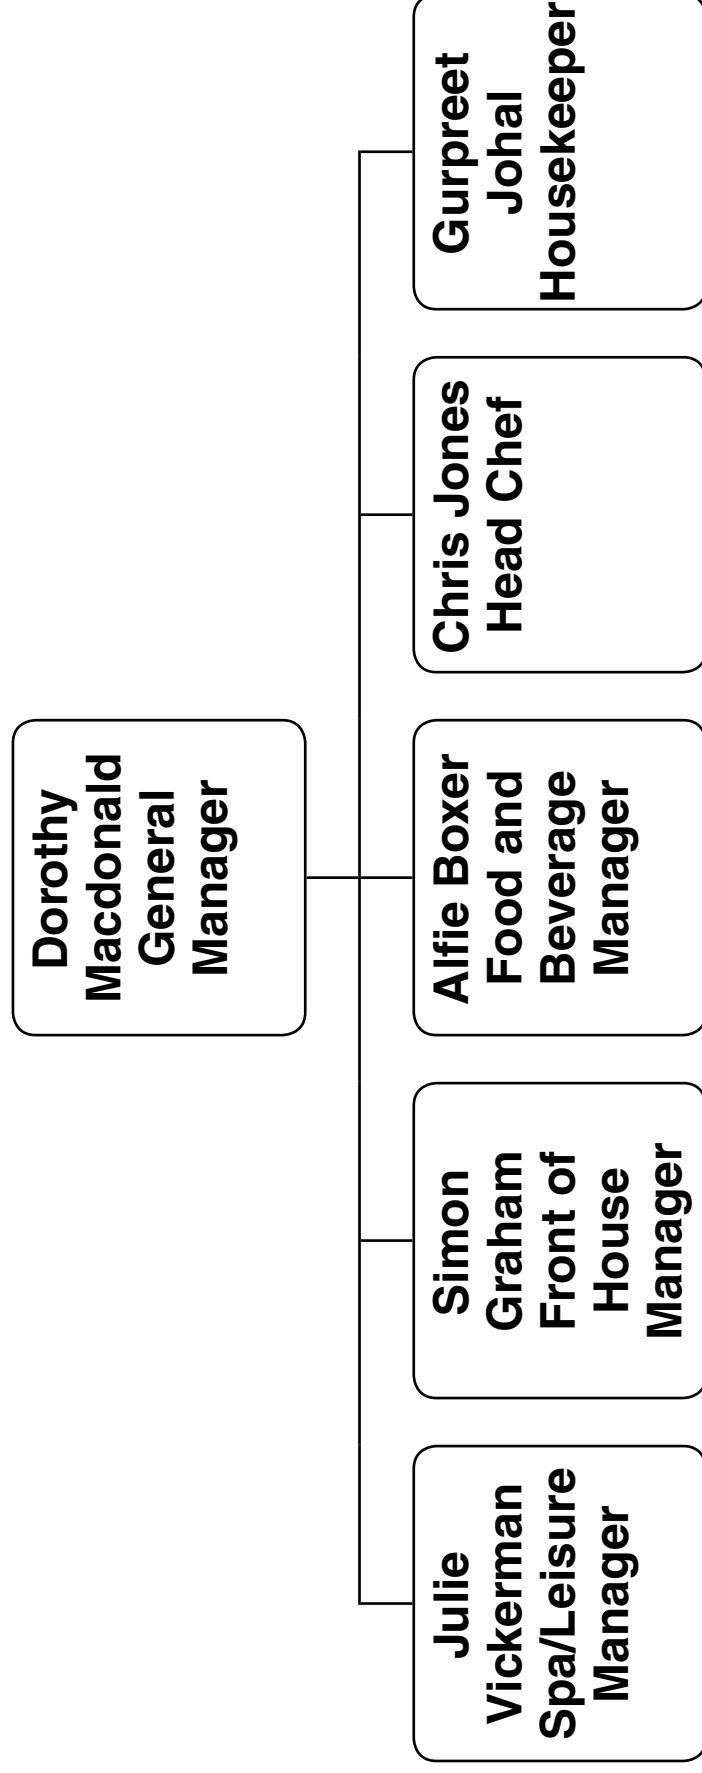 Dorothy
Macdonald
General
Manager
Julie
Vickerman
Spa/Leisure
Manager
Simon
Graham
Front of
House
Manager
Alfie Boxer
Food and
Beverage
Manager
Chris Jones
Head Chef
Gurpreet
Johal
Housekeeper